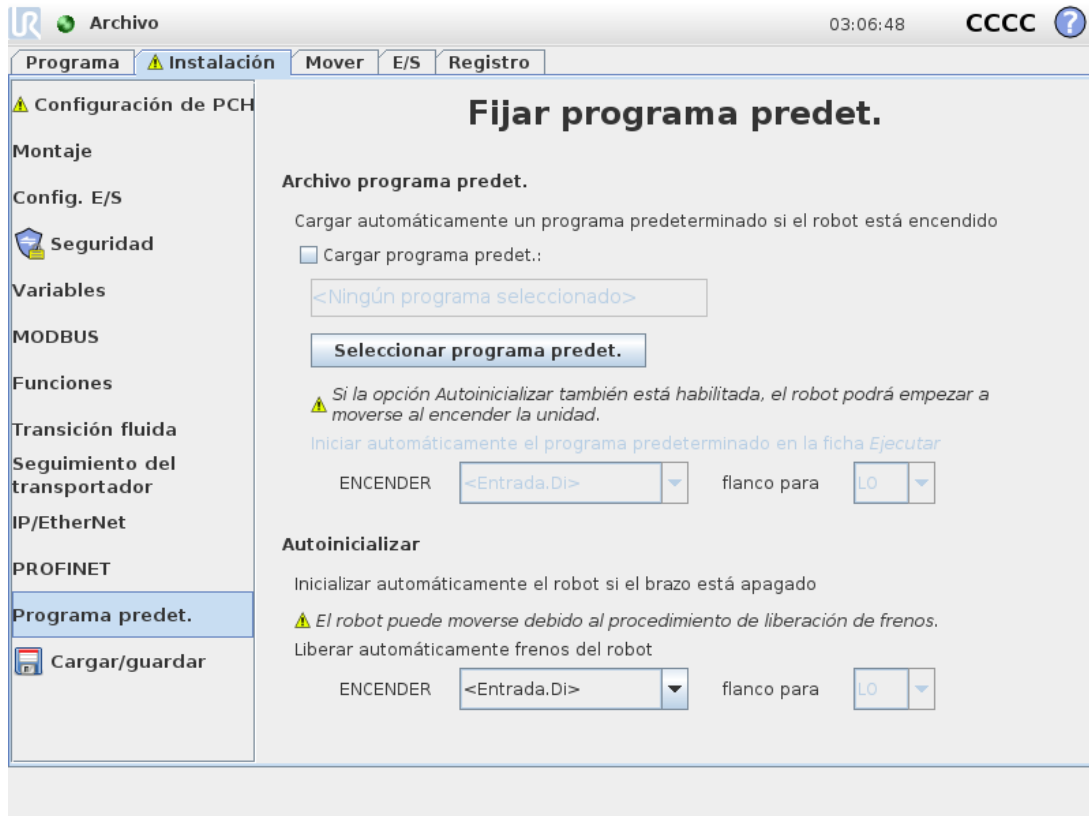 UR
Archivo
03:06:48
CCCC
?
Programa
Instalación
Mover
E/S
Registro
Configuración de PCH
Montaje
Config. E/S
Seguridad
Variables
MODBUS
Funciones
Transición fluida
Seguimiento del
transportador
IP/EtherNet
PROFINET
Programa predet.
Cargar/guardar
Fijar programa predet.
Archivo programa predet.
Cargar automáticamente un programa predeterminado si el robot está encendido
Cargar programa predet.:
<Ningún programa seleccionado>
Seleccionar programa predet.
Si la opción Autoinicializar también está habilitada, el robot podrá empezar a
moverse al encender la unidad.
Iniciar automáticamente el programa predeterminado en la ficha Ejecutar
ENCENDER <Entrada.Di> flanco para LO
Autoinicializar
Inicializar automáticamente el robot si el brazo está apagado
El robot puede moverse debido al procedimiento de liberación de frenos.
Liberar automáticamente frenos del robot
ENCENDER <Entrada.Di> flanco para LO